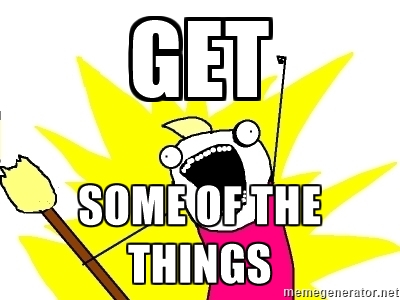 GET
SOME OF THE
THINGS
memegenerator.net